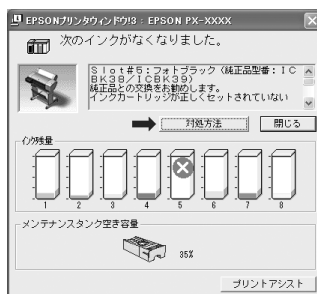 EPSONプリンタウィンドウ!3 : EPSON PX-XXXX
次のインクがなくなりました。
Slot#5：フォトブラック（純正品型番：IC
BK38/ICBK39）
純正品との交換をお勧めします。
インクカートリッジが正しくセットされていない
対処方法
閉じる
インク残量
1 2 3 4 5 6 7 8
メンテナンスタンク空き容量
35%
プリントアシスト